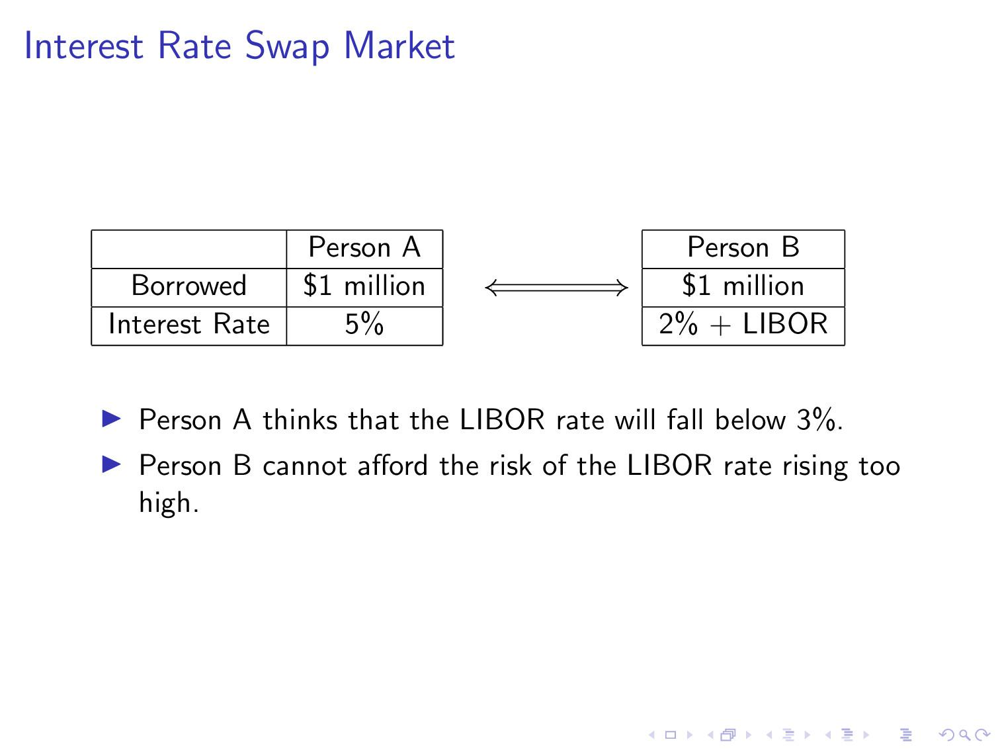 Interest Rate Swap Market
Person A
Person B
Borrowed $1 million
$1 million
Interest Rate 5%
2% + LIBOR
Person A thinks that the LIBOR rate will fall below 3%.
Person B cannot afford the risk of the LIBOR rate rising too
high.